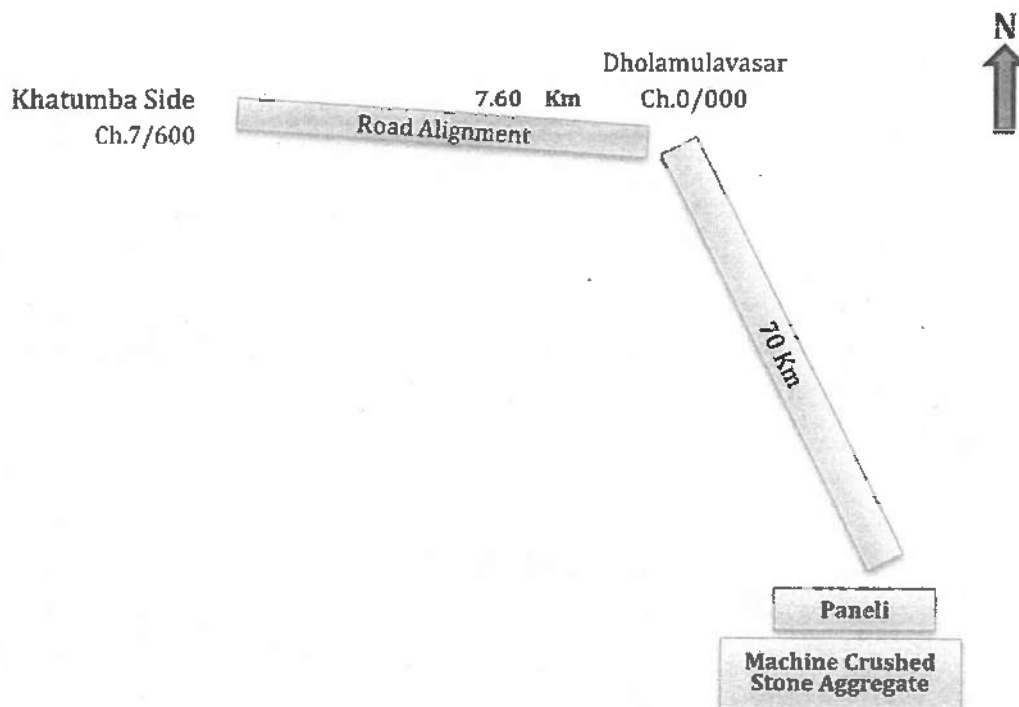 N
Dholamulavasar
Khatumba Side
7.60 Km
Ch.0/000
Ch.7/600
Road Alignment
70 Km
Paneli
Machine Crushed
Stone Aggregate